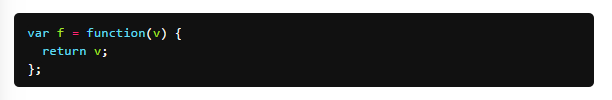 var f = function(v) {
  return v;
};